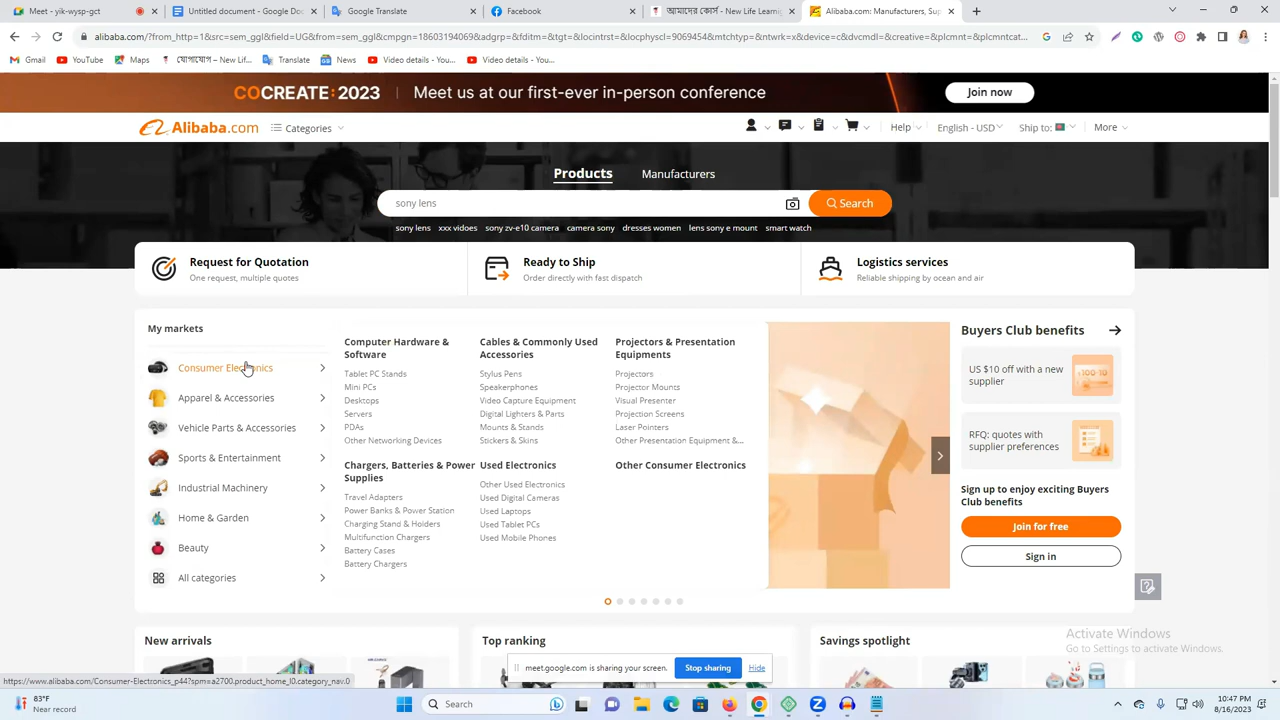 Meet - yik-wysp-gct
Untitled document - Google Doc
Google Translate
Facebook
আমাদের কোর্স - New Life Learnin
Alibaba.com: Manufacturers, Sup
alibaba.com/?from_http=1&src=sem_ggl&field=UG&from=sem_ggl&cmpgn=18603194069&adgrp=&fditm=&tgt=&locintrst=&locphyscl=9069454&mtchtyp=&ntwrk=x&device=c&dvcmdl=&creative=&plcmnt=&plcmntcat...
Gmail YouTube Maps যোগাযোগ – New Lif... Translate News Video details - You... Video details - You...
COCREATE:2023 | Meet us at our first-ever in-person conference Join now
Alibaba.com Categories Help English - USD Ship to: More
Products Manufacturers
sony lens Search
sony lens xxx vidoes sony zv-e10 camera camera sony dresses women lens sony e mount smart watch
Request for Quotation
One request, multiple quotes
Ready to Ship
Order directly with fast dispatch
Logistics services
Reliable shipping by ocean and air
My markets
Consumer Electronics
Apparel & Accessories
Vehicle Parts & Accessories
Sports & Entertainment
Industrial Machinery
Home & Garden
Beauty
All categories
Computer Hardware &
Software
Tablet PC Stands
Mini PCs
Desktops
Servers
PDAs
Other Networking Devices
Chargers, Batteries & Power
Supplies
Travel Adapters
Power Banks & Power Station
Charging Stand & Holders
Multifunction Chargers
Battery Cases
Battery Chargers
Cables & Commonly Used
Accessories
Stylus Pens
Speakerphones
Video Capture Equipment
Digital Lighters & Parts
Mounts & Stands
Stickers & Skins
Used Electronics
Other Used Electronics
Used Digital Cameras
Used Laptops
Used Tablet PCs
Used Mobile Phones
Projectors & Presentation
Equipments
Projectors
Projector Mounts
Visual Presenter
Projection Screens
Laser Pointers
Other Presentation Equipment &...
Other Consumer Electronics
Buyers Club benefits
US $10 off with a new
supplier
RFQ: quotes with
supplier preferences
Sign up to enjoy exciting Buyers
Club benefits
Join for free
Sign in
New arrivals
Top ranking
Savings spotlight
Activate Windows
Go to Settings to activate Windows.
meet.google.com is sharing your screen. Stop sharing Hide
https://www.alibaba.com/Consumer-Electronics_p44?spm=a2700.product_home_l0.category_nav.0
83°F
Near record
Search
10:47 PM
8/16/2023